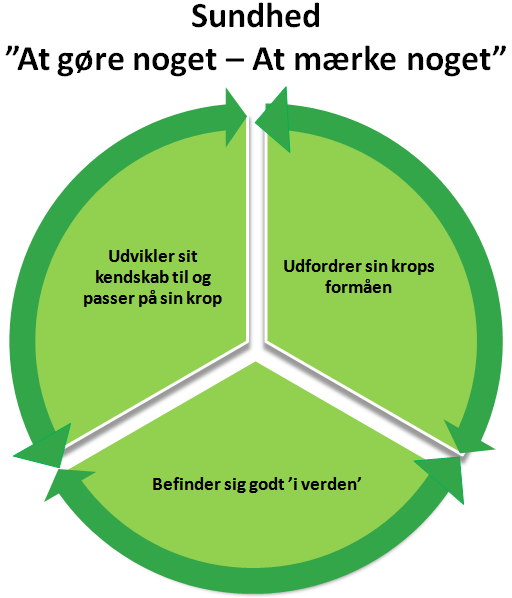 Sundhed
”At gøre noget – At mærke noget”
Udvikler sit
kendskab til og
passer på sin krop
Udfordrer sin krops
formåen
Befinder sig godt ’i verden’